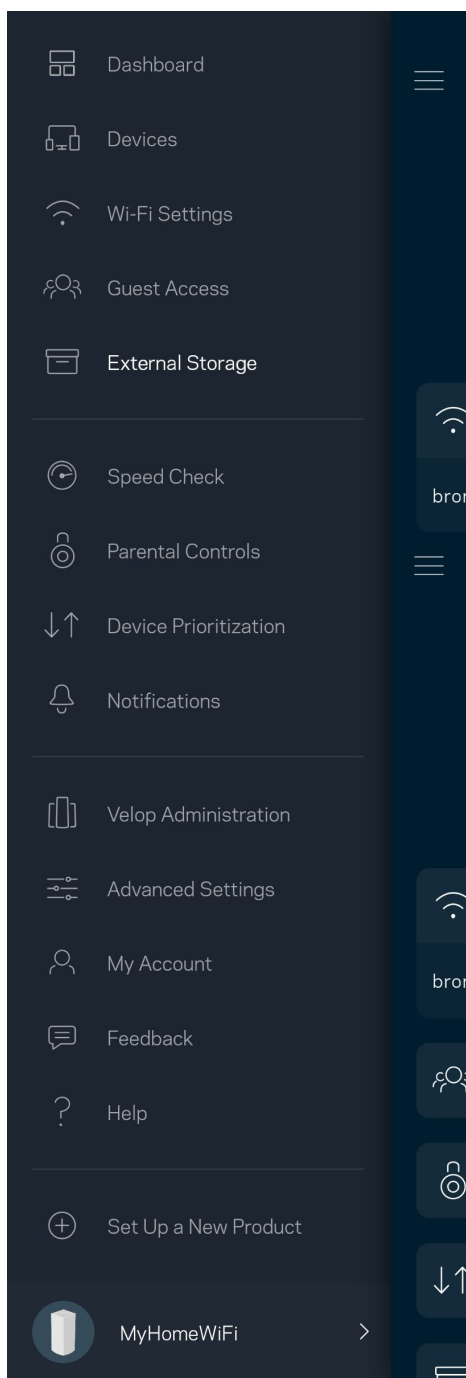 Dashboard
Devices
Wi-Fi Settings
Guest Access
External Storage
Speed Check
Parental Controls
Device Prioritization
Notifications
Velop Administration
Advanced Settings
My Account
Feedback
Help
Set Up a New Product
MyHomeWiFi